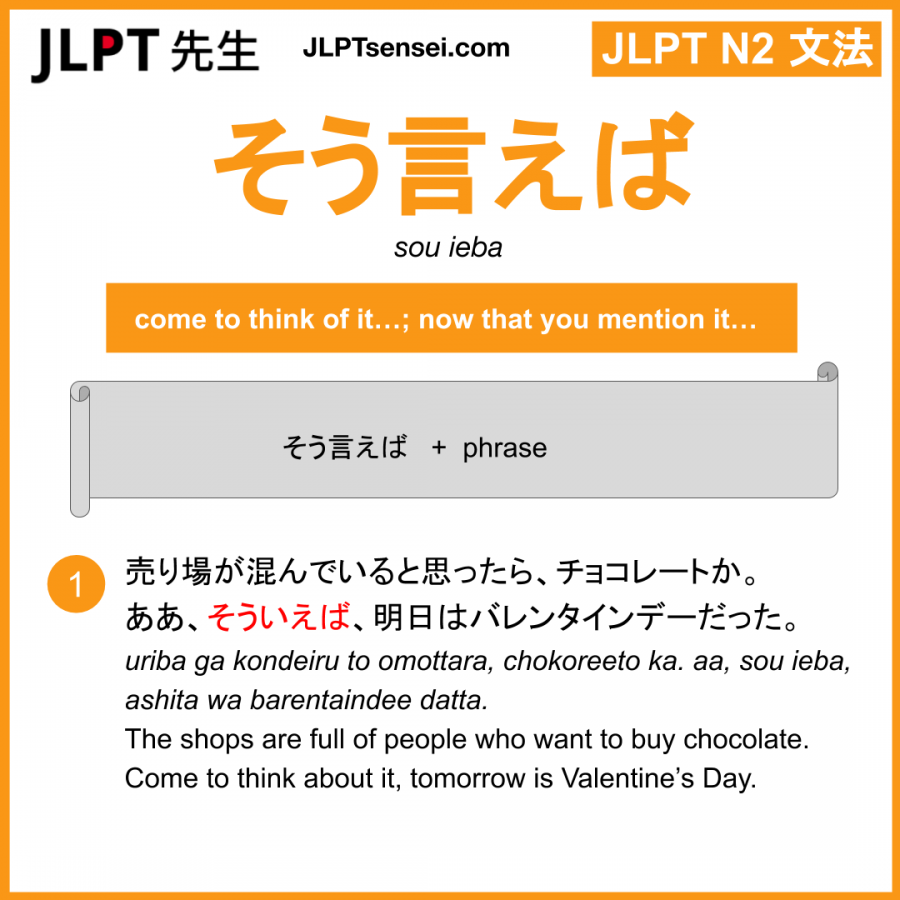 JLPT 先生
JLPTsensei.com
JLPT N2 文法
そう言えば
sou ieba
come to think of it…; now that you mention it…
そう言えば + phrase
1
売り場が混んでいると思ったら、チョコレートか。
ああ、そういえば、明日はバレンタインデーだった。
uriba ga kondeiru to omottara, chokoreeto ka. aa, sou ieba,
ashita wa barentaindee datta.
The shops are full of people who want to buy chocolate.
Come to think about it, tomorrow is Valentine’s Day.